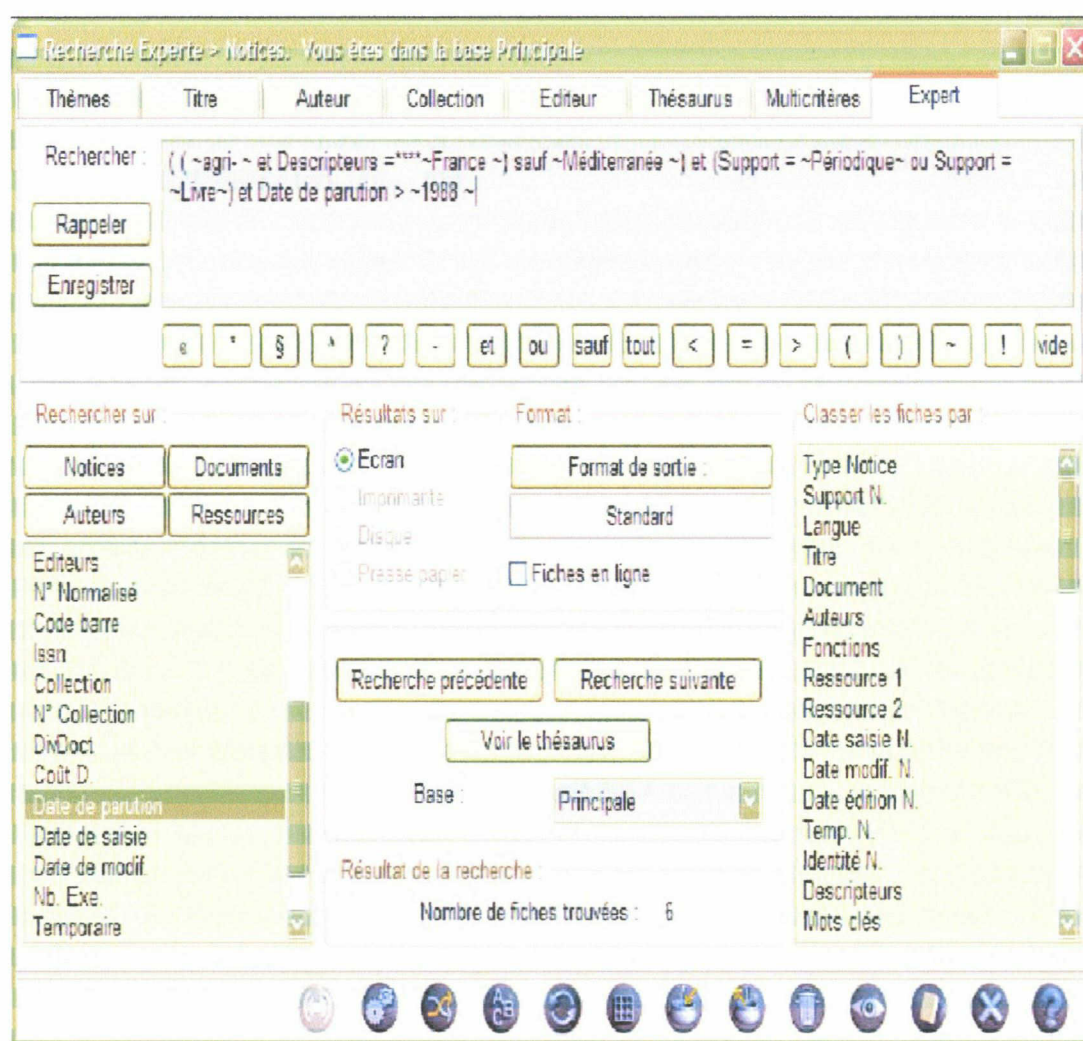 Recherche Experte > Notices. Vous êtes dans la base Principale
Thèmes Titre Auteur Collection Editeur Thésaurus Multicritères Expert
Rechercher :
( ( ~agri- ~ et Descripteurs =****~France ~) sauf ~Méditerranée ~) et (Support = ~Périodique~ ou Support =
~Livre~) et Date de parution > ~1988 ~
Rappeler
Enregistrer
* § ^ ? - et ou sauf tout < = > ( ) ~ ! vide
Rechercher sur :
Notices Documents
Auteurs Ressources
Editeurs
N° Normalisé
Code barre
Issn
Collection
N° Collection
DivDoct
Coût D.
Date de parution
Date de saisie
Date de modif.
Nb. Exe.
Temporaire
Résultats sur :
Ecran
Imprimante
Disque
Presse papier
Format :
Format de sortie :
Standard
Fiches en ligne
Recherche précédente Recherche suivante
Voir le thésaurus
Base : Principale
Résultat de la recherche :
Nombre de fiches trouvées : 6
Classer les fiches par :
Type Notice
Support N.
Langue
Titre
Document
Auteurs
Fonctions
Ressource 1
Ressource 2
Date saisie N.
Date modif. N.
Date édition N.
Temp. N.
Identité N.
Descripteurs
Mots clés
ABC
?